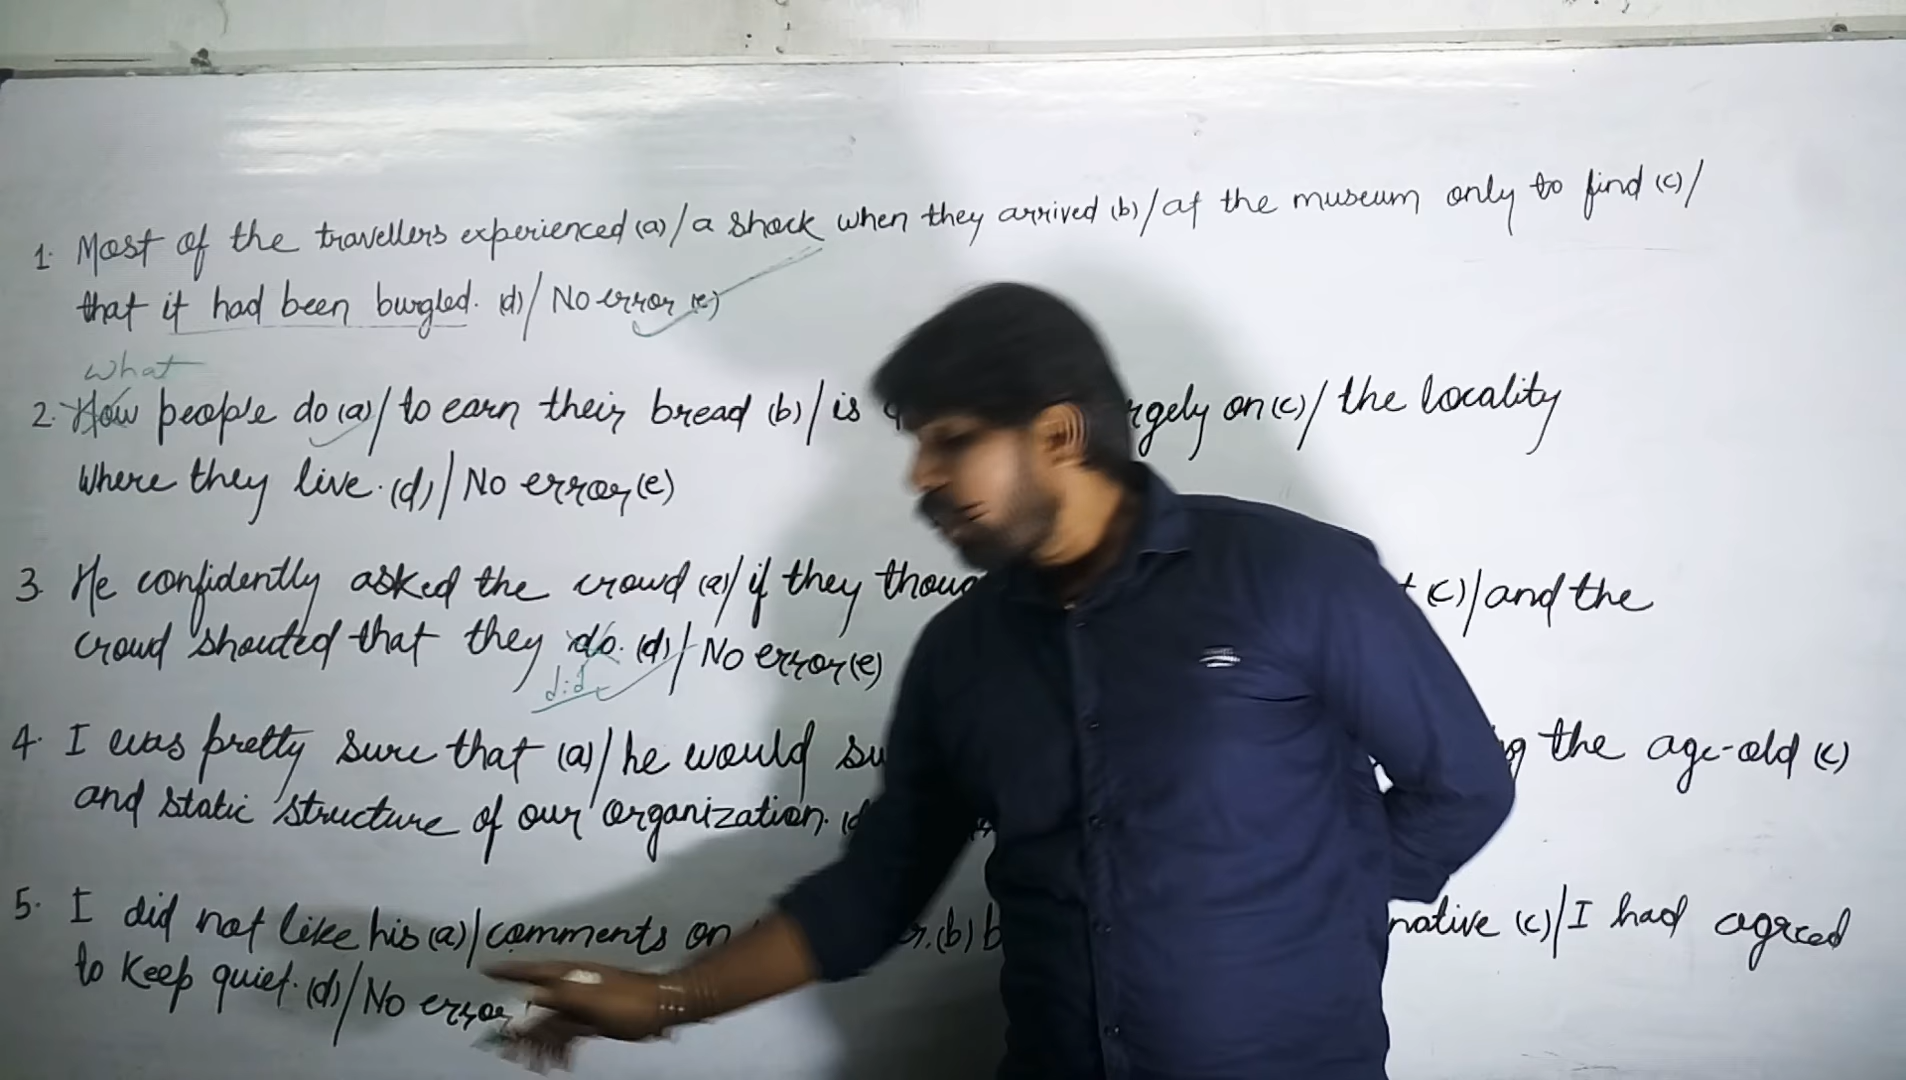 1. Most of the travellers experienced (a)/ a shock when they arrived (b)/ at the museum only to find (c)/
that it had been burgled. (d)/ No error (e)
what
2. How people do (a)/ to earn their bread (b)/ is rgely on (c)/ the locality
where they live. (d)/ No error (e)
3. He confidently asked the crowd (a)/ if they thoug c)/ and the
crowd shouted that they do. (d)/ No error (e)
did
4. I was pretty sure that (a)/ he would su the age-old (c)
and static structure of our organization.
5. I did not like his (a)/ comments on (b) b native (c)/ I had agreed
to keep quiet. (d)/ No error